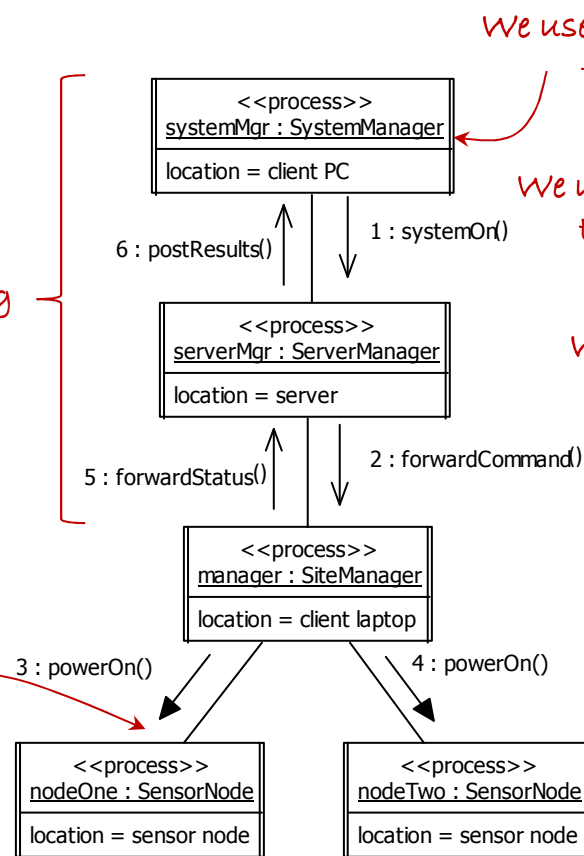 We use
<<process>>
systemMgr : SystemManager
location = client PC
We u
t
6 : postResults()
1 : systemOn()
g
<<process>>
serverMgr : ServerManager
location = server
W
5 : forwardStatus()
2 : forwardCommand()
<<process>>
manager : SiteManager
location = client laptop
3 : powerOn()
4 : powerOn()
<<process>>
nodeOne : SensorNode
location = sensor node
<<process>>
nodeTwo : SensorNode
location = sensor node